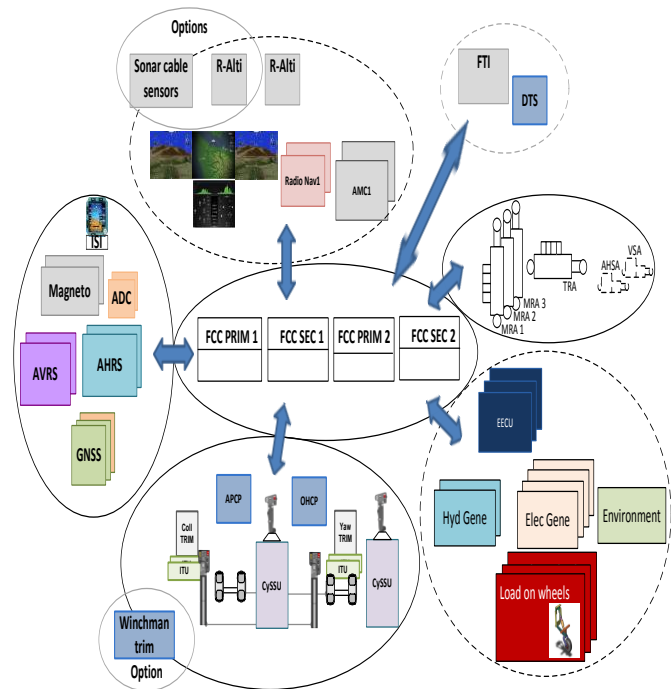 Options
Sonar cable
sensors
R-Alti
R-Alti
FTI
DTS
Radio Nav1
AMC1
ISI
Magneto
ADC
AVRS
AHRS
GNSS
FCC PRIM 1
FCC SEC 1
FCC PRIM 2
FCC SEC 2
VSA
AHSA
TRA
MRA 3
MRA 2
MRA 1
EECU
Hyd Gene
Elec Gene
Environment
Load on wheels
APCP
OHCP
Coll
TRIM
ITU
Yaw
TRIM
ITU
CySSU
CySSU
Winchman
trim
Option